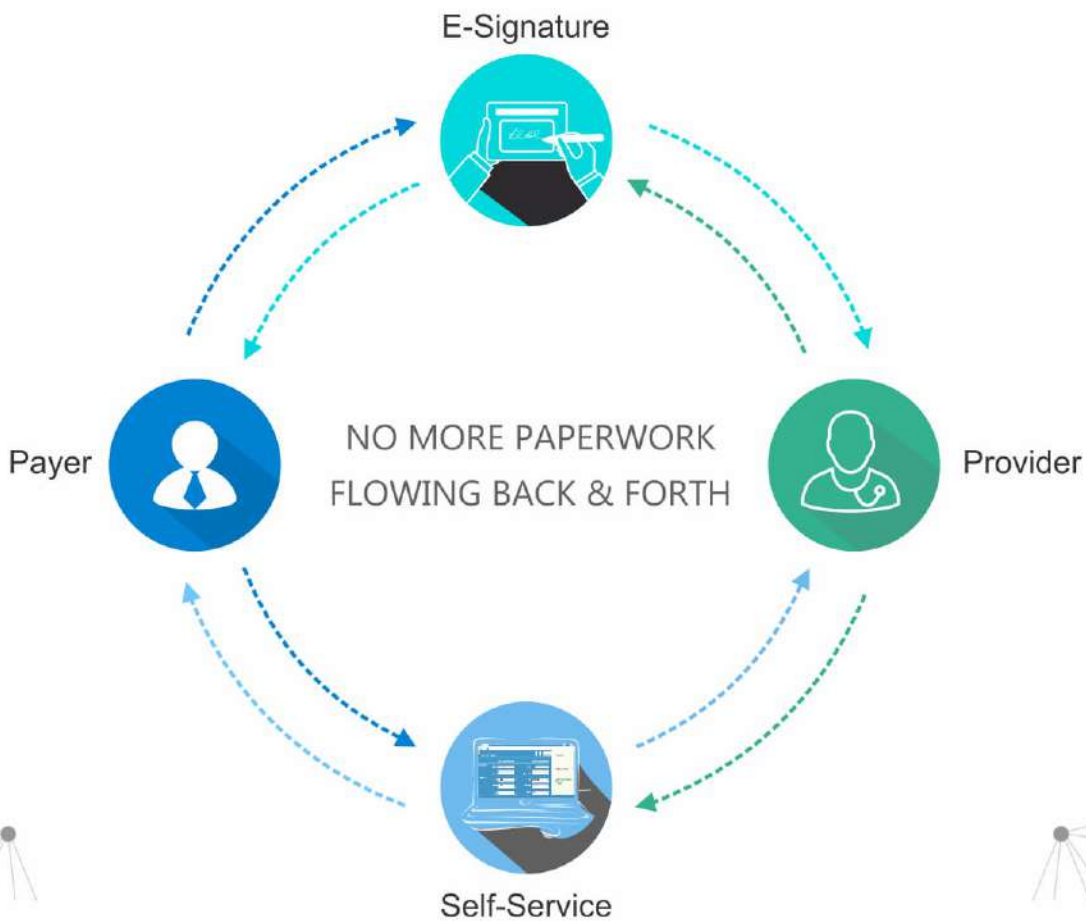 E-Signature
Payer
NO MORE PAPERWORK
FLOWING BACK & FORTH
Provider
Self-Service